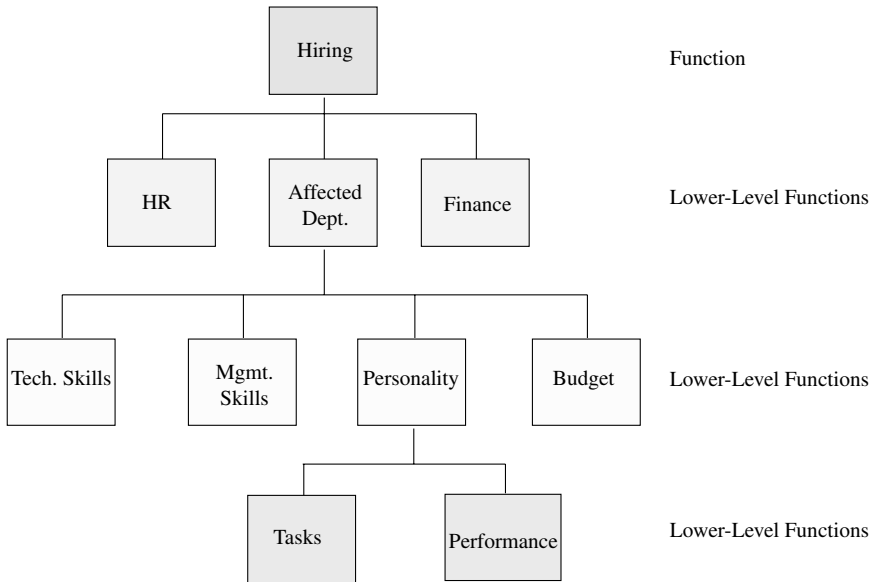 Hiring
Function
HR
Affected
Dept.
Finance
Lower-Level Functions
Tech. Skills
Mgmt.
Skills
Personality
Budget
Lower-Level Functions
Tasks
Performance
Lower-Level Functions